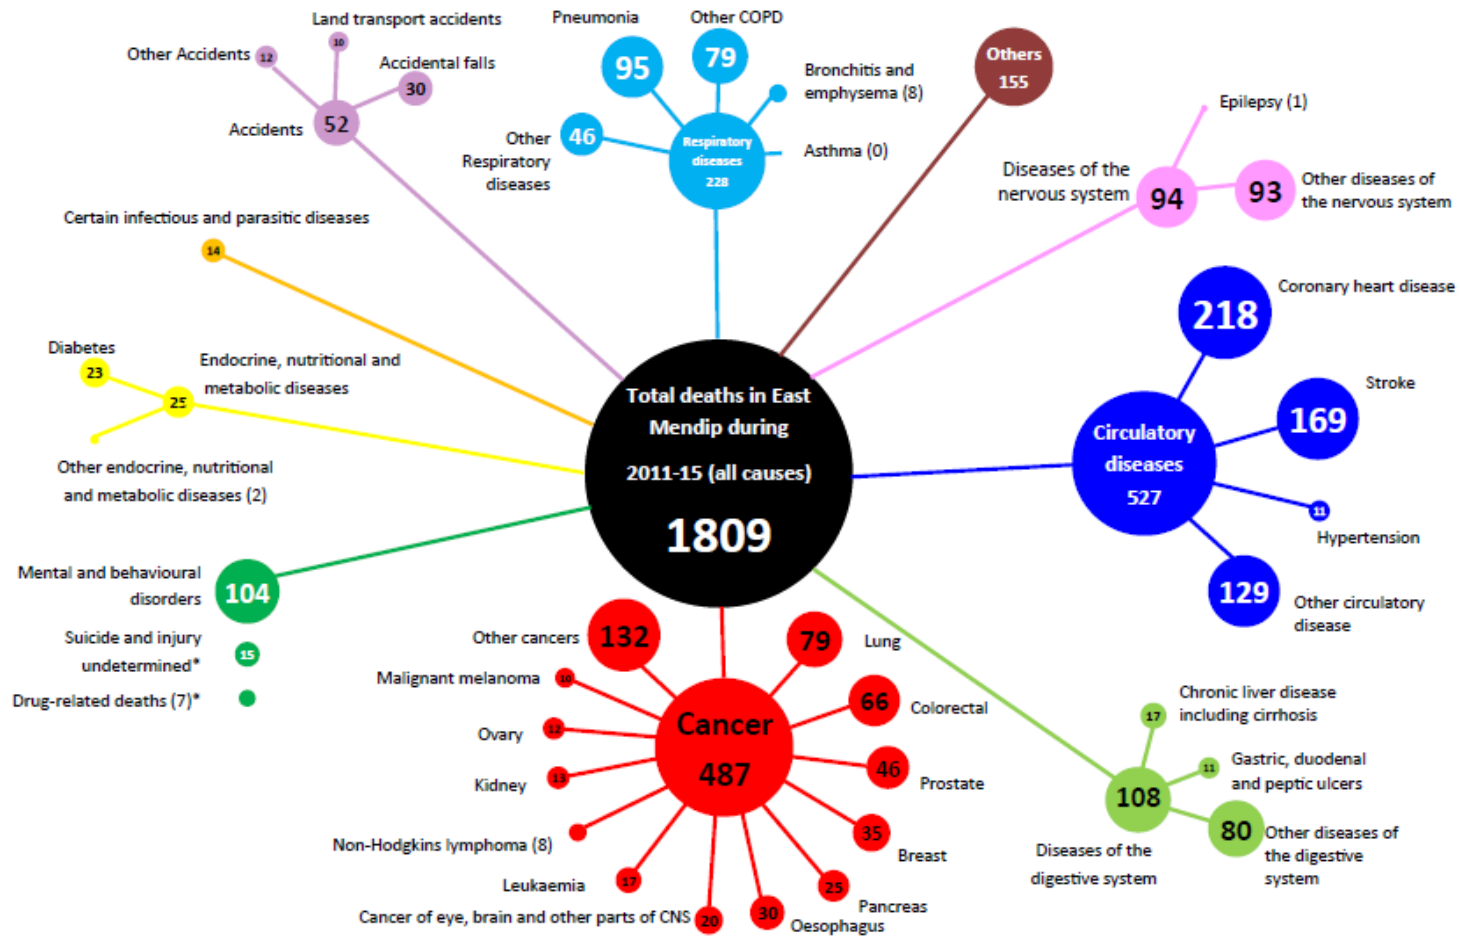 Land transport accidents
10
Other Accidents
12
Accidental falls
30
Accidents
52
Pneumonia
95
Other COPD
79
Bronchitis and
emphysema (8)
Other
Respiratory
diseases
46
Respiratory
diseases
228
Asthma (0)
Others
155
Epilepsy (1)
Diseases of the
nervous system
94
93
Other diseases of
the nervous system
Certain infectious and parasitic diseases
14
Diabetes
23
Endocrine, nutritional and
metabolic diseases
25
Other endocrine, nutritional
and metabolic diseases (2)
Total deaths in East
Mendip during
2011-15 (all causes)
1809
218
Coronary heart disease
Stroke
169
Circulatory
diseases
527
11
Hypertension
129
Other circulatory
disease
Mental and behavioural
disorders
104
Suicide and injury
undetermined*
15
Drug-related deaths (7)*
Other cancers
132
79
Lung
Malignant melanoma
10
66
Colorectal
Ovary
12
Cancer
487
Kidney
13
46
Prostate
Non-Hodgkins lymphoma (8)
35
Breast
Leukaemia
17
25
Pancreas
Cancer of eye, brain and other parts of CNS
20
30
Oesophagus
Chronic liver disease
including cirrhosis
17
Gastric, duodenal
and peptic ulcers
11
108
80
Other diseases of
the digestive
system
Diseases of the
digestive system